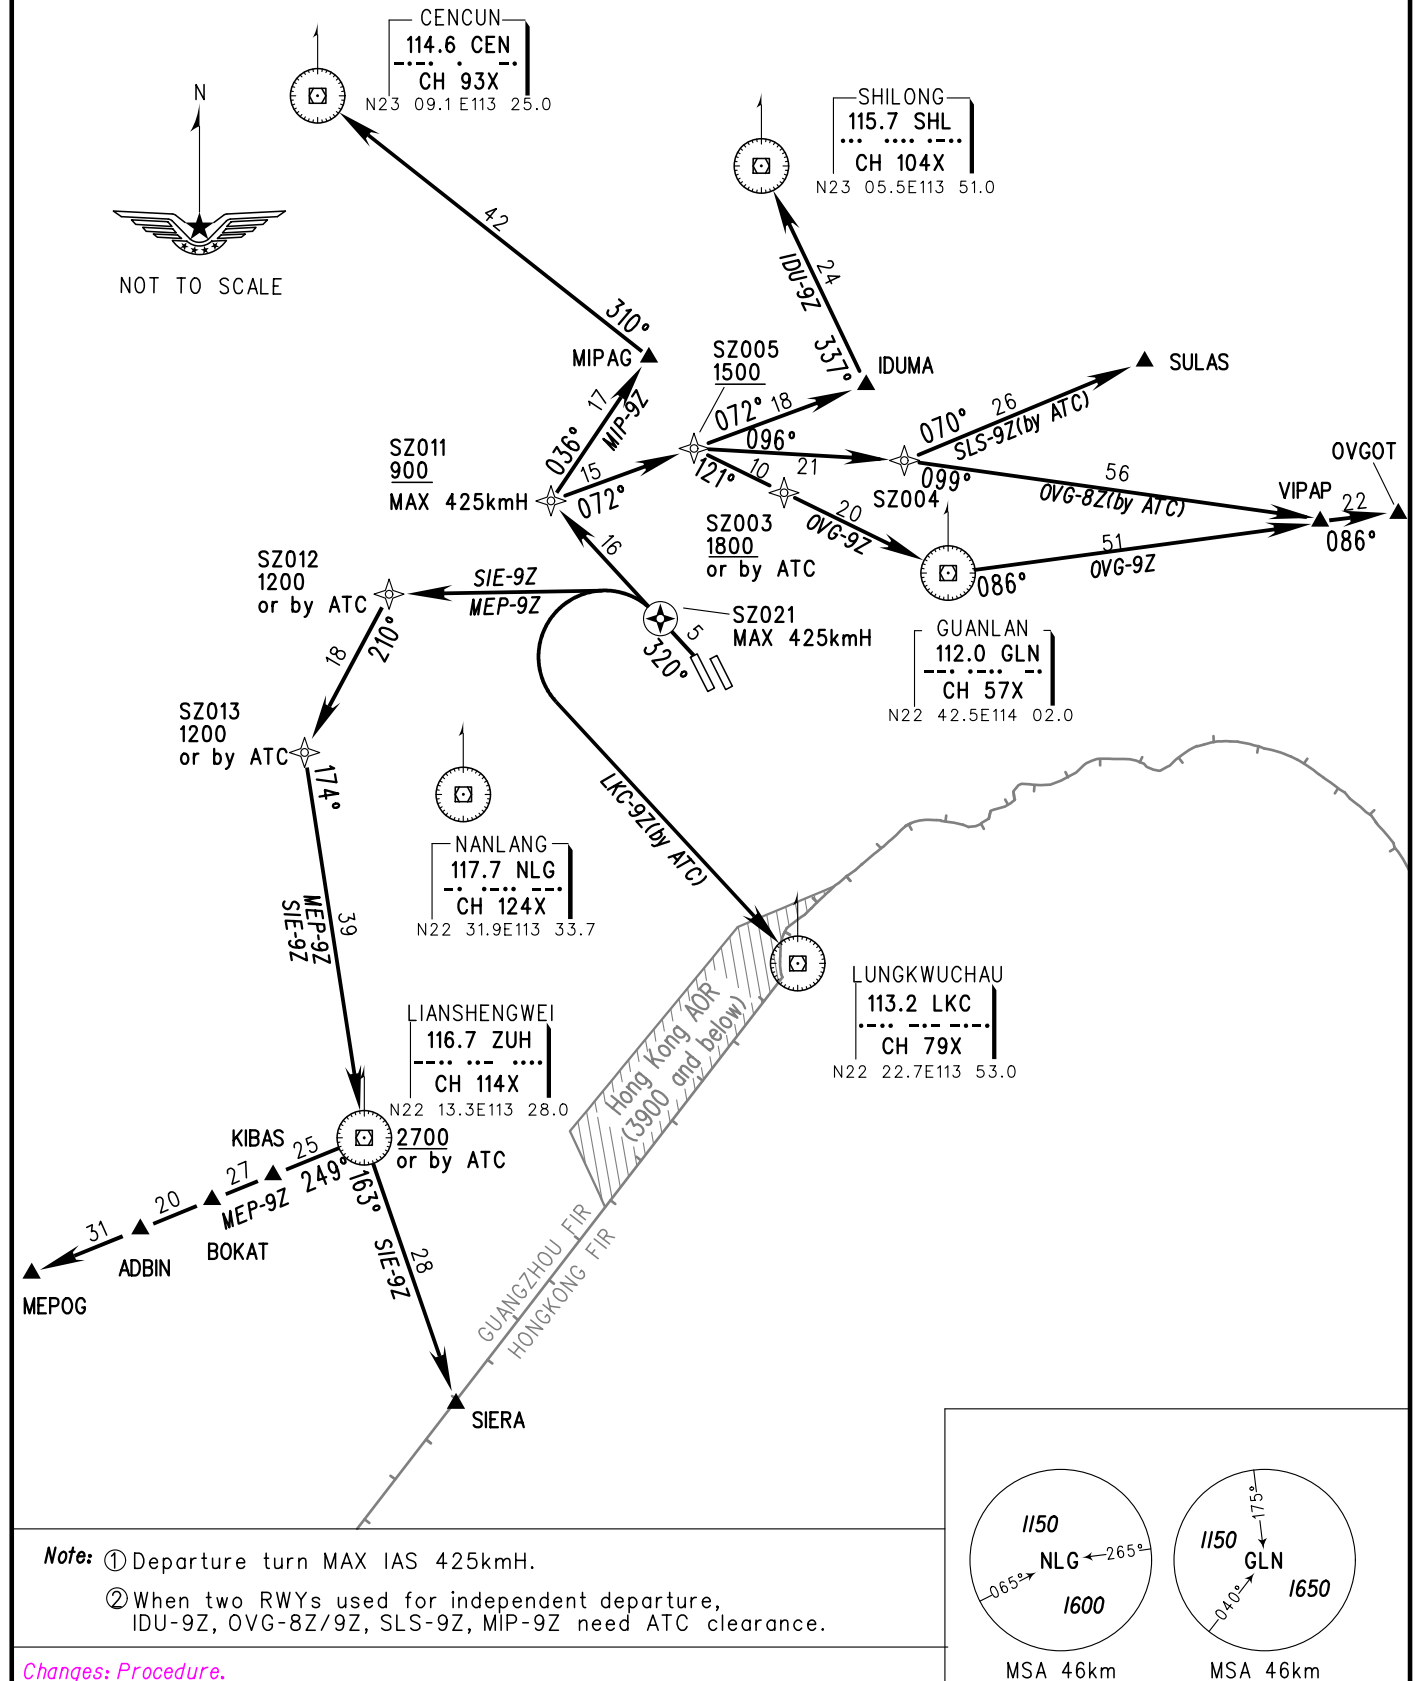 CENCUN
114.6 CEN
CH 93X
N23 09.1 E113 25.0
N
NOT TO SCALE
SHILONG
115.7 SHL
CH 104X
N23 05.5E113 51.0
42
310°
MIPAG
17
MIP-9Z
036°
IDU-9Z
24
337°
IDUMA
SZ005
1500
072°
18
096°
21
121°
10
SULAS
070°
26
SLS-9Z(by ATC)
099°
56
OVG-8Z(by ATC)
SZ004
OVGOT
VIPAP
22
086°
SZ011
900
MAX 425kmH
15
072°
16
SZ003
1800
or by ATC
20
OVG-9Z
51
OVG-9Z
086°
SZ012
1200
or by ATC
SIE-9Z
MEP-9Z
SZ021
MAX 425kmH
5
320°
GUANLAN
112.0 GLN
CH 57X
N22 42.5E114 02.0
18
210°
SZ013
1200
or by ATC
174°
NANLANG
117.7 NLG
CH 124X
N22 31.9E113 33.7
LKC-9Z(by ATC)
39
MEP-9Z
SIE-9Z
LUNGKWUCHAU
113.2 LKC
CH 79X
N22 22.7E113 53.0
Hong Kong AOR
(3900 and below)
LIANSHENGWEI
116.7 ZUH
CH 114X
N22 13.3E113 28.0
2700
or by ATC
KIBAS
25
249°
163°
27
MEP-9Z
20
BOKAT
31
ADBIN
MEPOG
28
SIE-9Z
GUANGZHOU FIR
HONGKONG FIR
SIERA
1150
NLG
265°
065°
1600
MSA 46km
175°
1150
GLN
040°
1650
MSA 46km
Note: ① Departure turn MAX IAS 425kmH.
② When two RWYs used for independent departure,
IDU-9Z, OVG-8Z/9Z, SLS-9Z, MIP-9Z need ATC clearance.
Changes: Procedure.